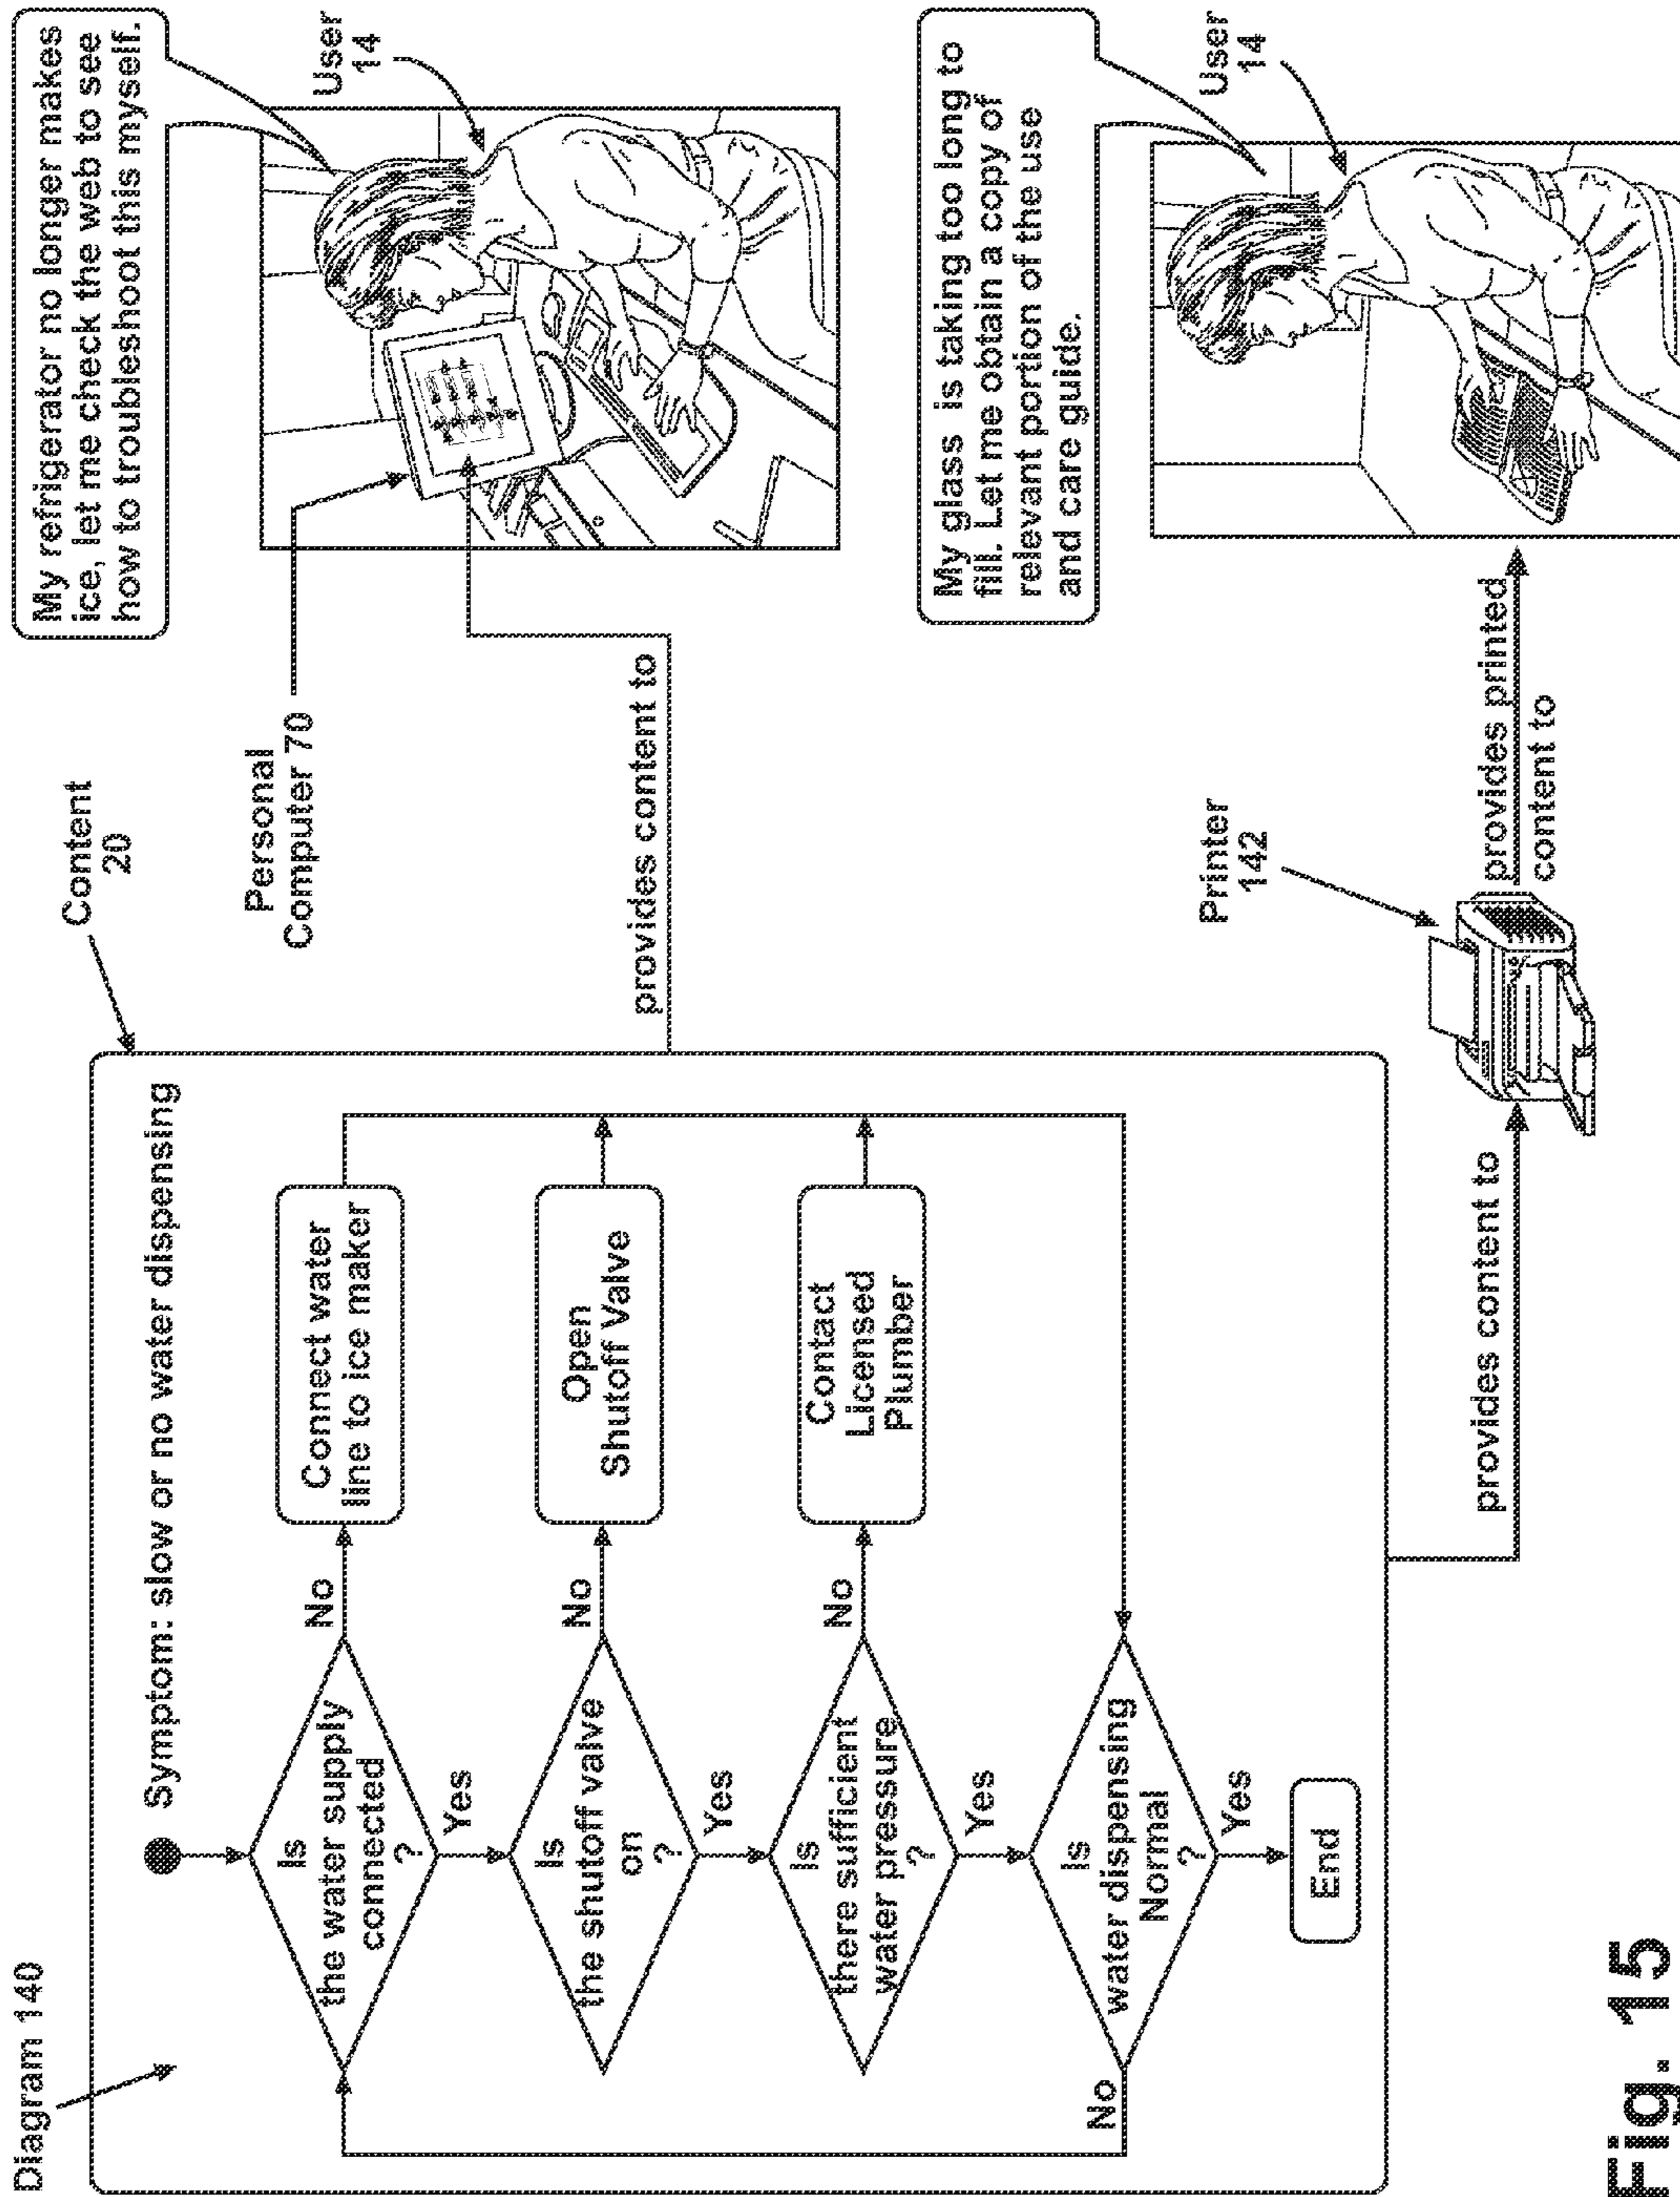 Diagram 140
Content
20
Symptom: slow or no water dispensing
Is
the water supply
connected
?
No
Connect water
line to ice maker
Yes
Is
the shutoff valve
on
?
No
Open
Shutoff Valve
Yes
Is
there sufficient
water pressure
?
No
Contact
Licensed
Plumber
Yes
Is
water dispensing
Normal
?
No
Yes
End
provides content to
Personal
Computer 70
My refrigerator no longer makes
ice, let me check the web to see
how to troubleshoot this myself.
User
14
provides content to
Printer
142
provides printed
content to
My glass is taking too long to
fill. Let me obtain a copy of
relevant portion of the use
and care guide.
User
14
Fig. 15